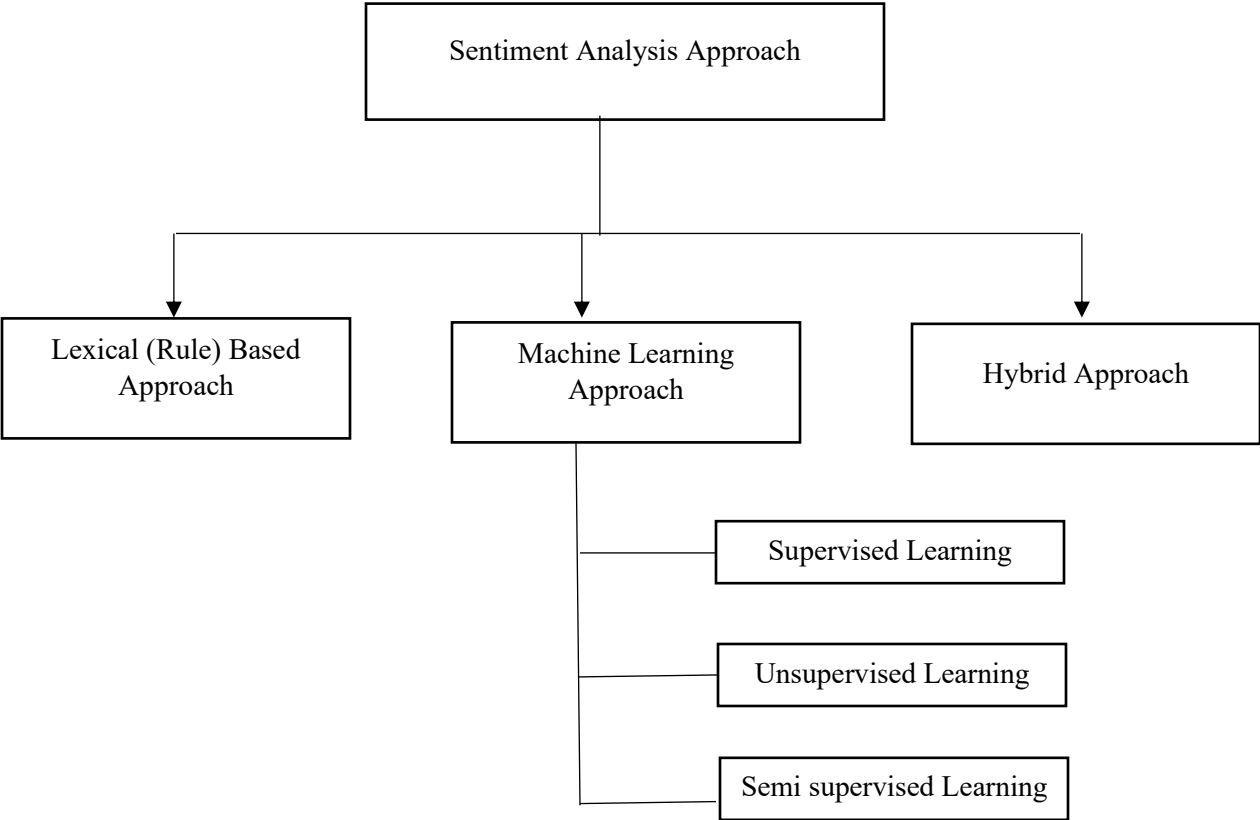 Sentiment Analysis Approach
Lexical (Rule) Based
Approach
Machine Learning
Approach
Hybrid Approach
Supervised Learning
Unsupervised Learning
Semi supervised Learning